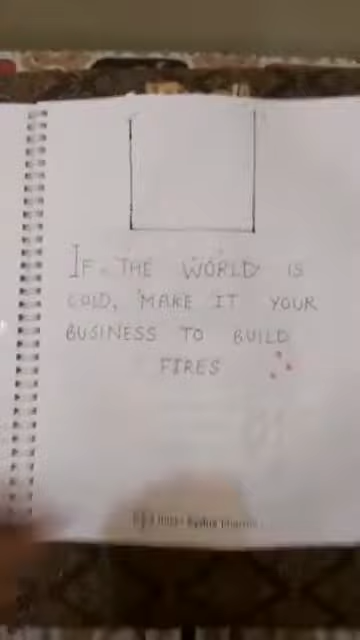 IF THE WORLD IS
COLD, MAKE IT YOUR
BUSINESS TO BUILD
FIRES